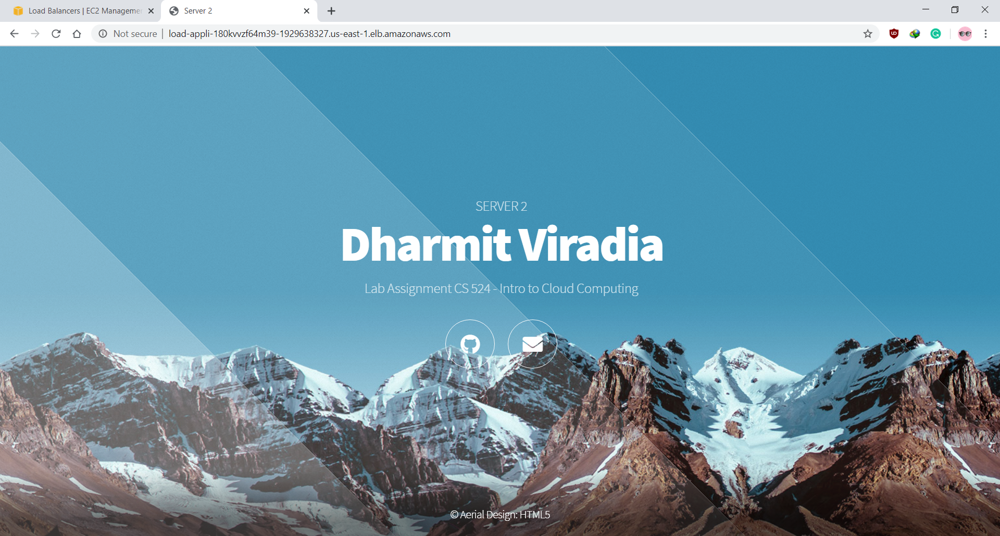 Load Balancers | EC2 Managemen
Server 2
Not secure
load-appli-180kvvzf64m39-1929638327.us-east-1.elb.amazonaws.com
SERVER 2
Dharmit Viradia
Lab Assignment CS 524 - Intro to Cloud Computing
© Aerial Design: HTML5